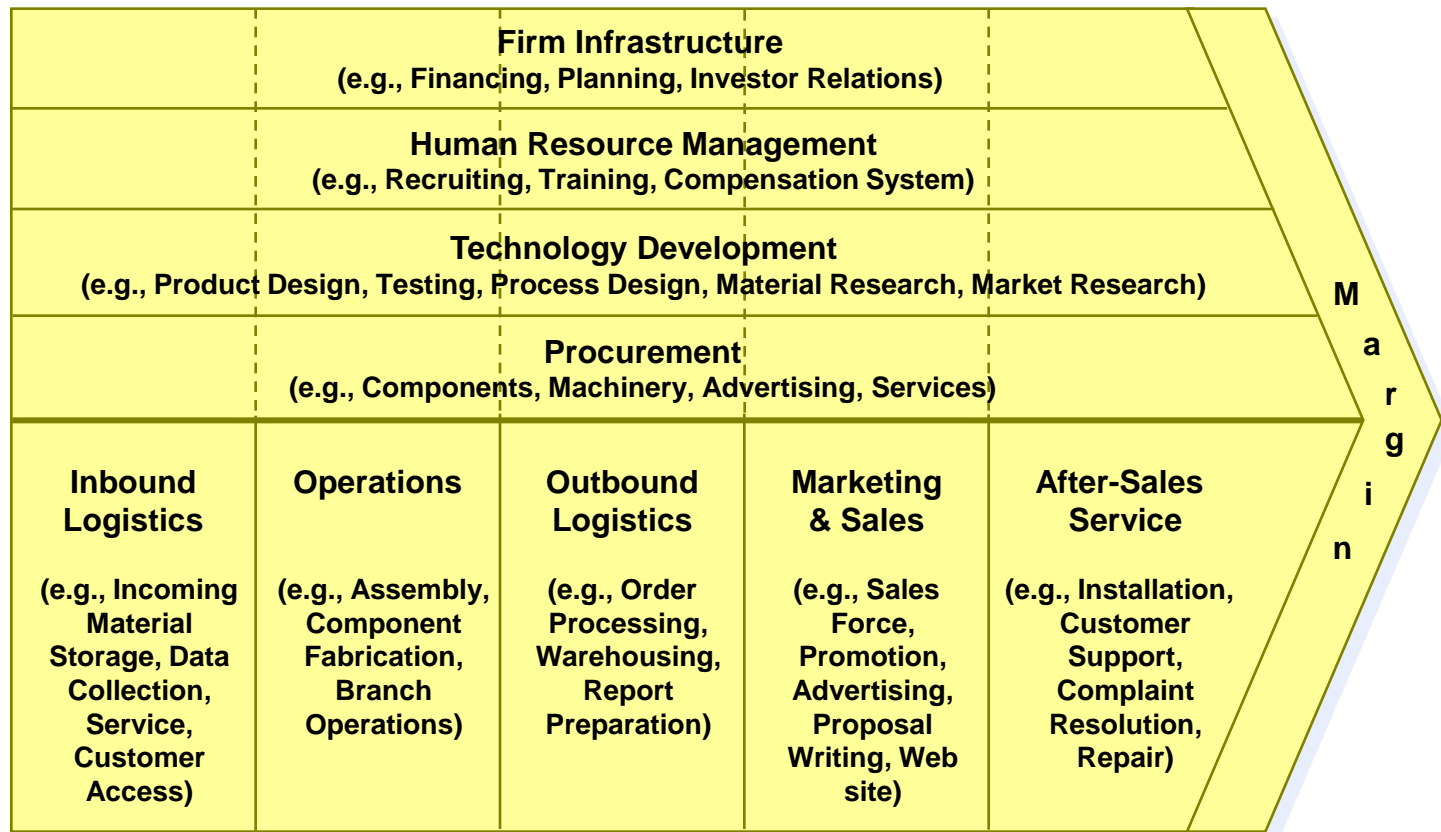 Firm Infrastructure
(e.g., Financing, Planning, Investor Relations)
Human Resource Management
(e.g., Recruiting, Training, Compensation System)
Technology Development
(e.g., Product Design, Testing, Process Design, Material Research, Market Research)
Procurement
(e.g., Components, Machinery, Advertising, Services)
Inbound
Logistics
(e.g., Incoming
Material
Storage, Data
Collection,
Service,
Customer
Access)
Operations
(e.g., Assembly,
Component
Fabrication,
Branch
Operations)
Outbound
Logistics
(e.g., Order
Processing,
Warehousing,
Report
Preparation)
Marketing
& Sales
(e.g., Sales
Force,
Promotion,
Advertising,
Proposal
Writing, Web
site)
After-Sales
Service
(e.g., Installation,
Customer
Support,
Complaint
Resolution,
Repair)
Margin